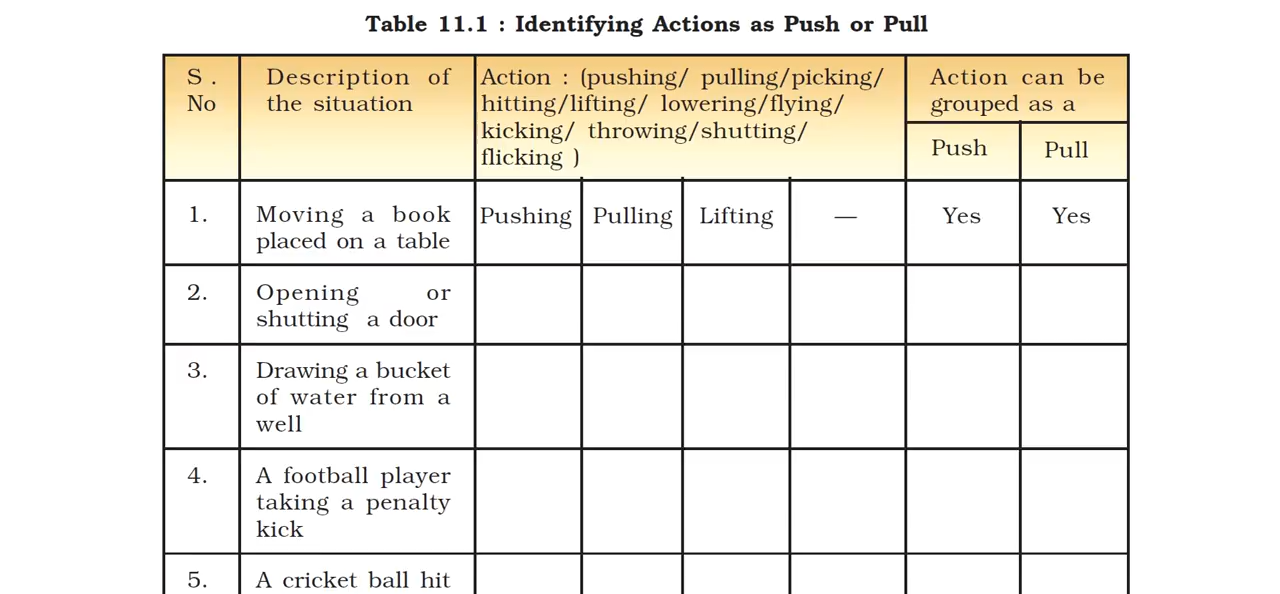 Table 11.1 : Identifying Actions as Push or Pull
S. No
Description of the situation
Action : (pushing/ pulling/picking/
hitting/lifting/ lowering/flying/
kicking/ throwing/shutting/
flicking )
Action can be
grouped as a
Push
Pull
1.
Moving a book
placed on a table
Pushing
Pulling
Lifting
—
Yes
Yes
2.
Opening or
shutting a door
3.
Drawing a bucket
of water from a
well
4.
A football player
taking a penalty
kick
5.
A cricket ball hit